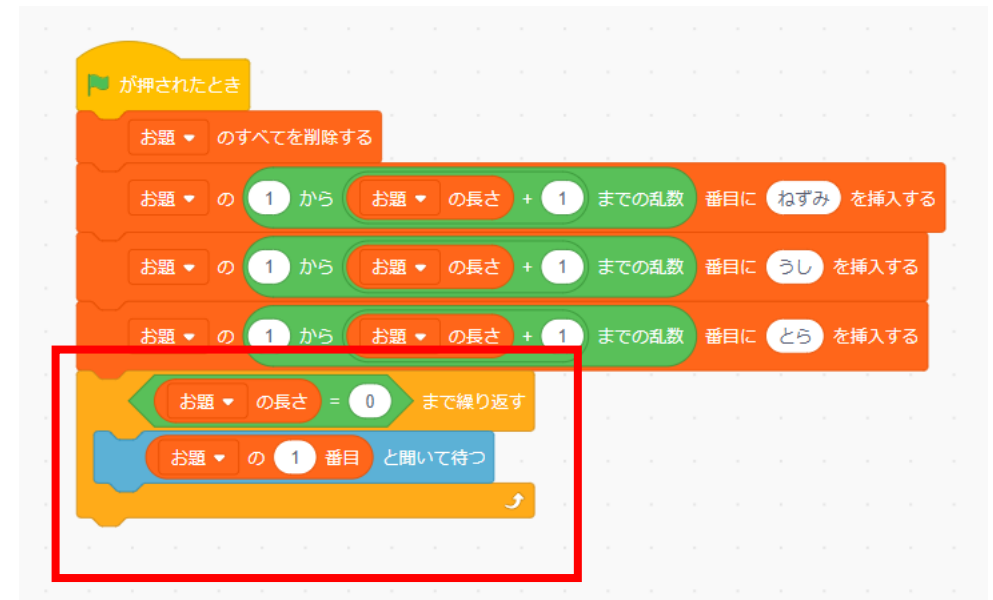 が押されたとき
お題 のすべてを削除する
お題 の 1 から お題 の長さ + 1 までの乱数 番目に ねずみ を挿入する
お題 の 1 から お題 の長さ + 1 までの乱数 番目に うし を挿入する
お題 の 1 から お題 の長さ + 1 までの乱数 番目に とら を挿入する
お題 の長さ = 0 まで繰り返す
お題 の 1 番目 と聞いて待つ